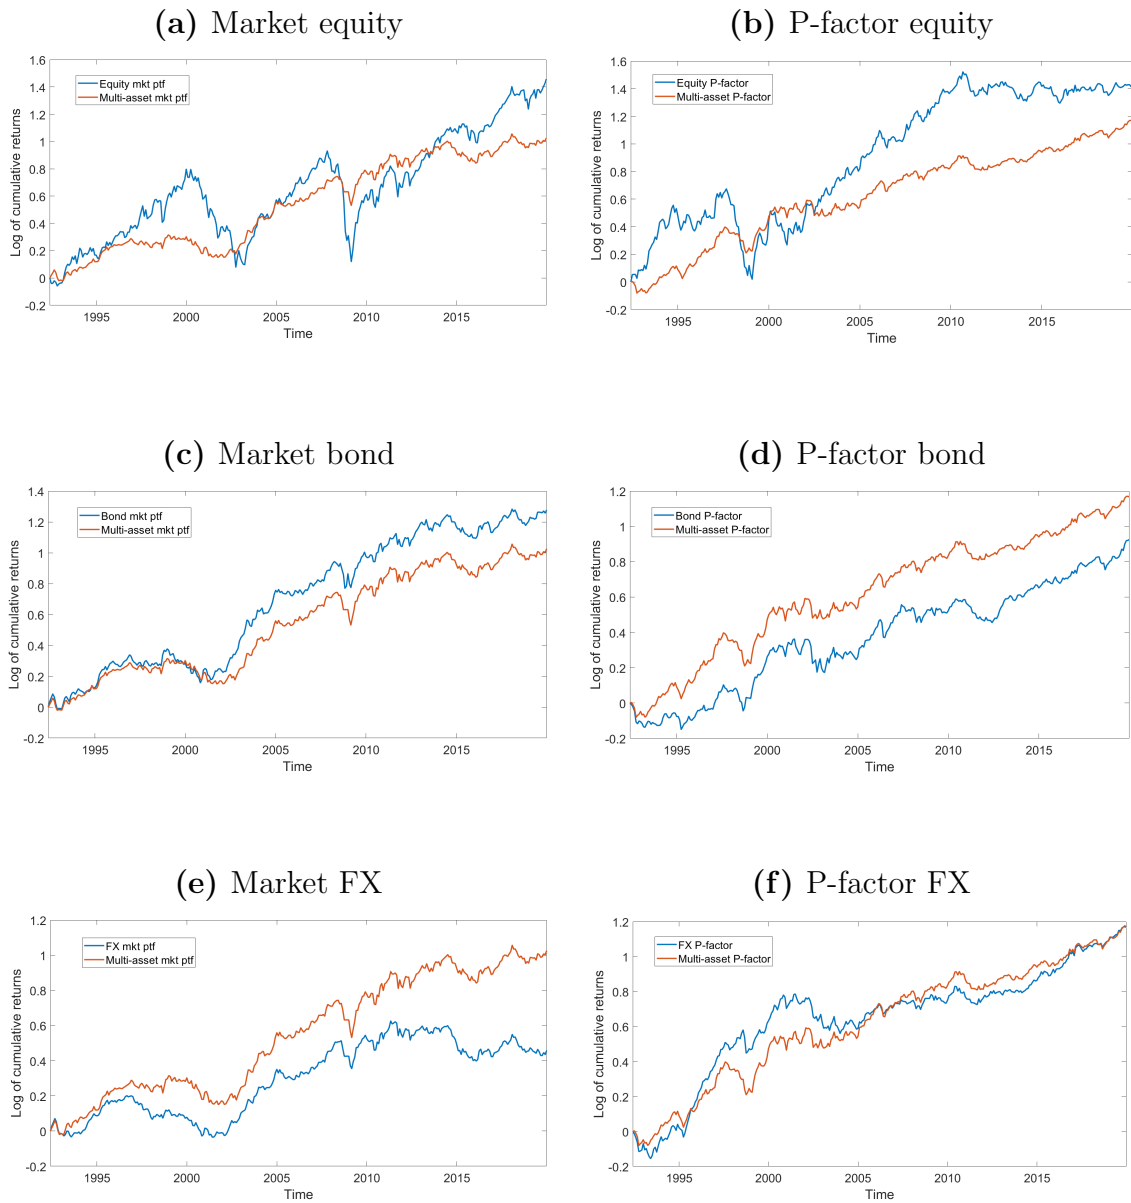 (a) Market equity
Log of cumulative returns
1.6
1.4
1.2
1
0.8
0.6
0.4
0.2
0
-0.2
Equity mkt ptf
Multi-asset mkt ptf
1995 2000 2005 2010 2015
Time
(b) P-factor equity
Log of cumulative returns
1.6
1.4
1.2
1
0.8
0.6
0.4
0.2
0
-0.2
Equity P-factor
Multi-asset P-factor
1995 2000 2005 2010 2015
Time
(c) Market bond
Log of cumulative returns
1.4
1.2
1
0.8
0.6
0.4
0.2
0
-0.2
Bond mkt ptf
Multi-asset mkt ptf
1995 2000 2005 2010 2015
Time
(d) P-factor bond
Log of cumulative returns
1.2
1
0.8
0.6
0.4
0.2
0
-0.2
Bond P-factor
Multi-asset P-factor
1995 2000 2005 2010 2015
Time
(e) Market FX
Log of cumulative returns
1.2
1
0.8
0.6
0.4
0.2
0
-0.2
FX mkt ptf
Multi-asset mkt ptf
1995 2000 2005 2010 2015
Time
(f) P-factor FX
Log of cumulative returns
1.2
1
0.8
0.6
0.4
0.2
0
-0.2
FX P-factor
Multi-asset P-factor
1995 2000 2005 2010 2015
Time